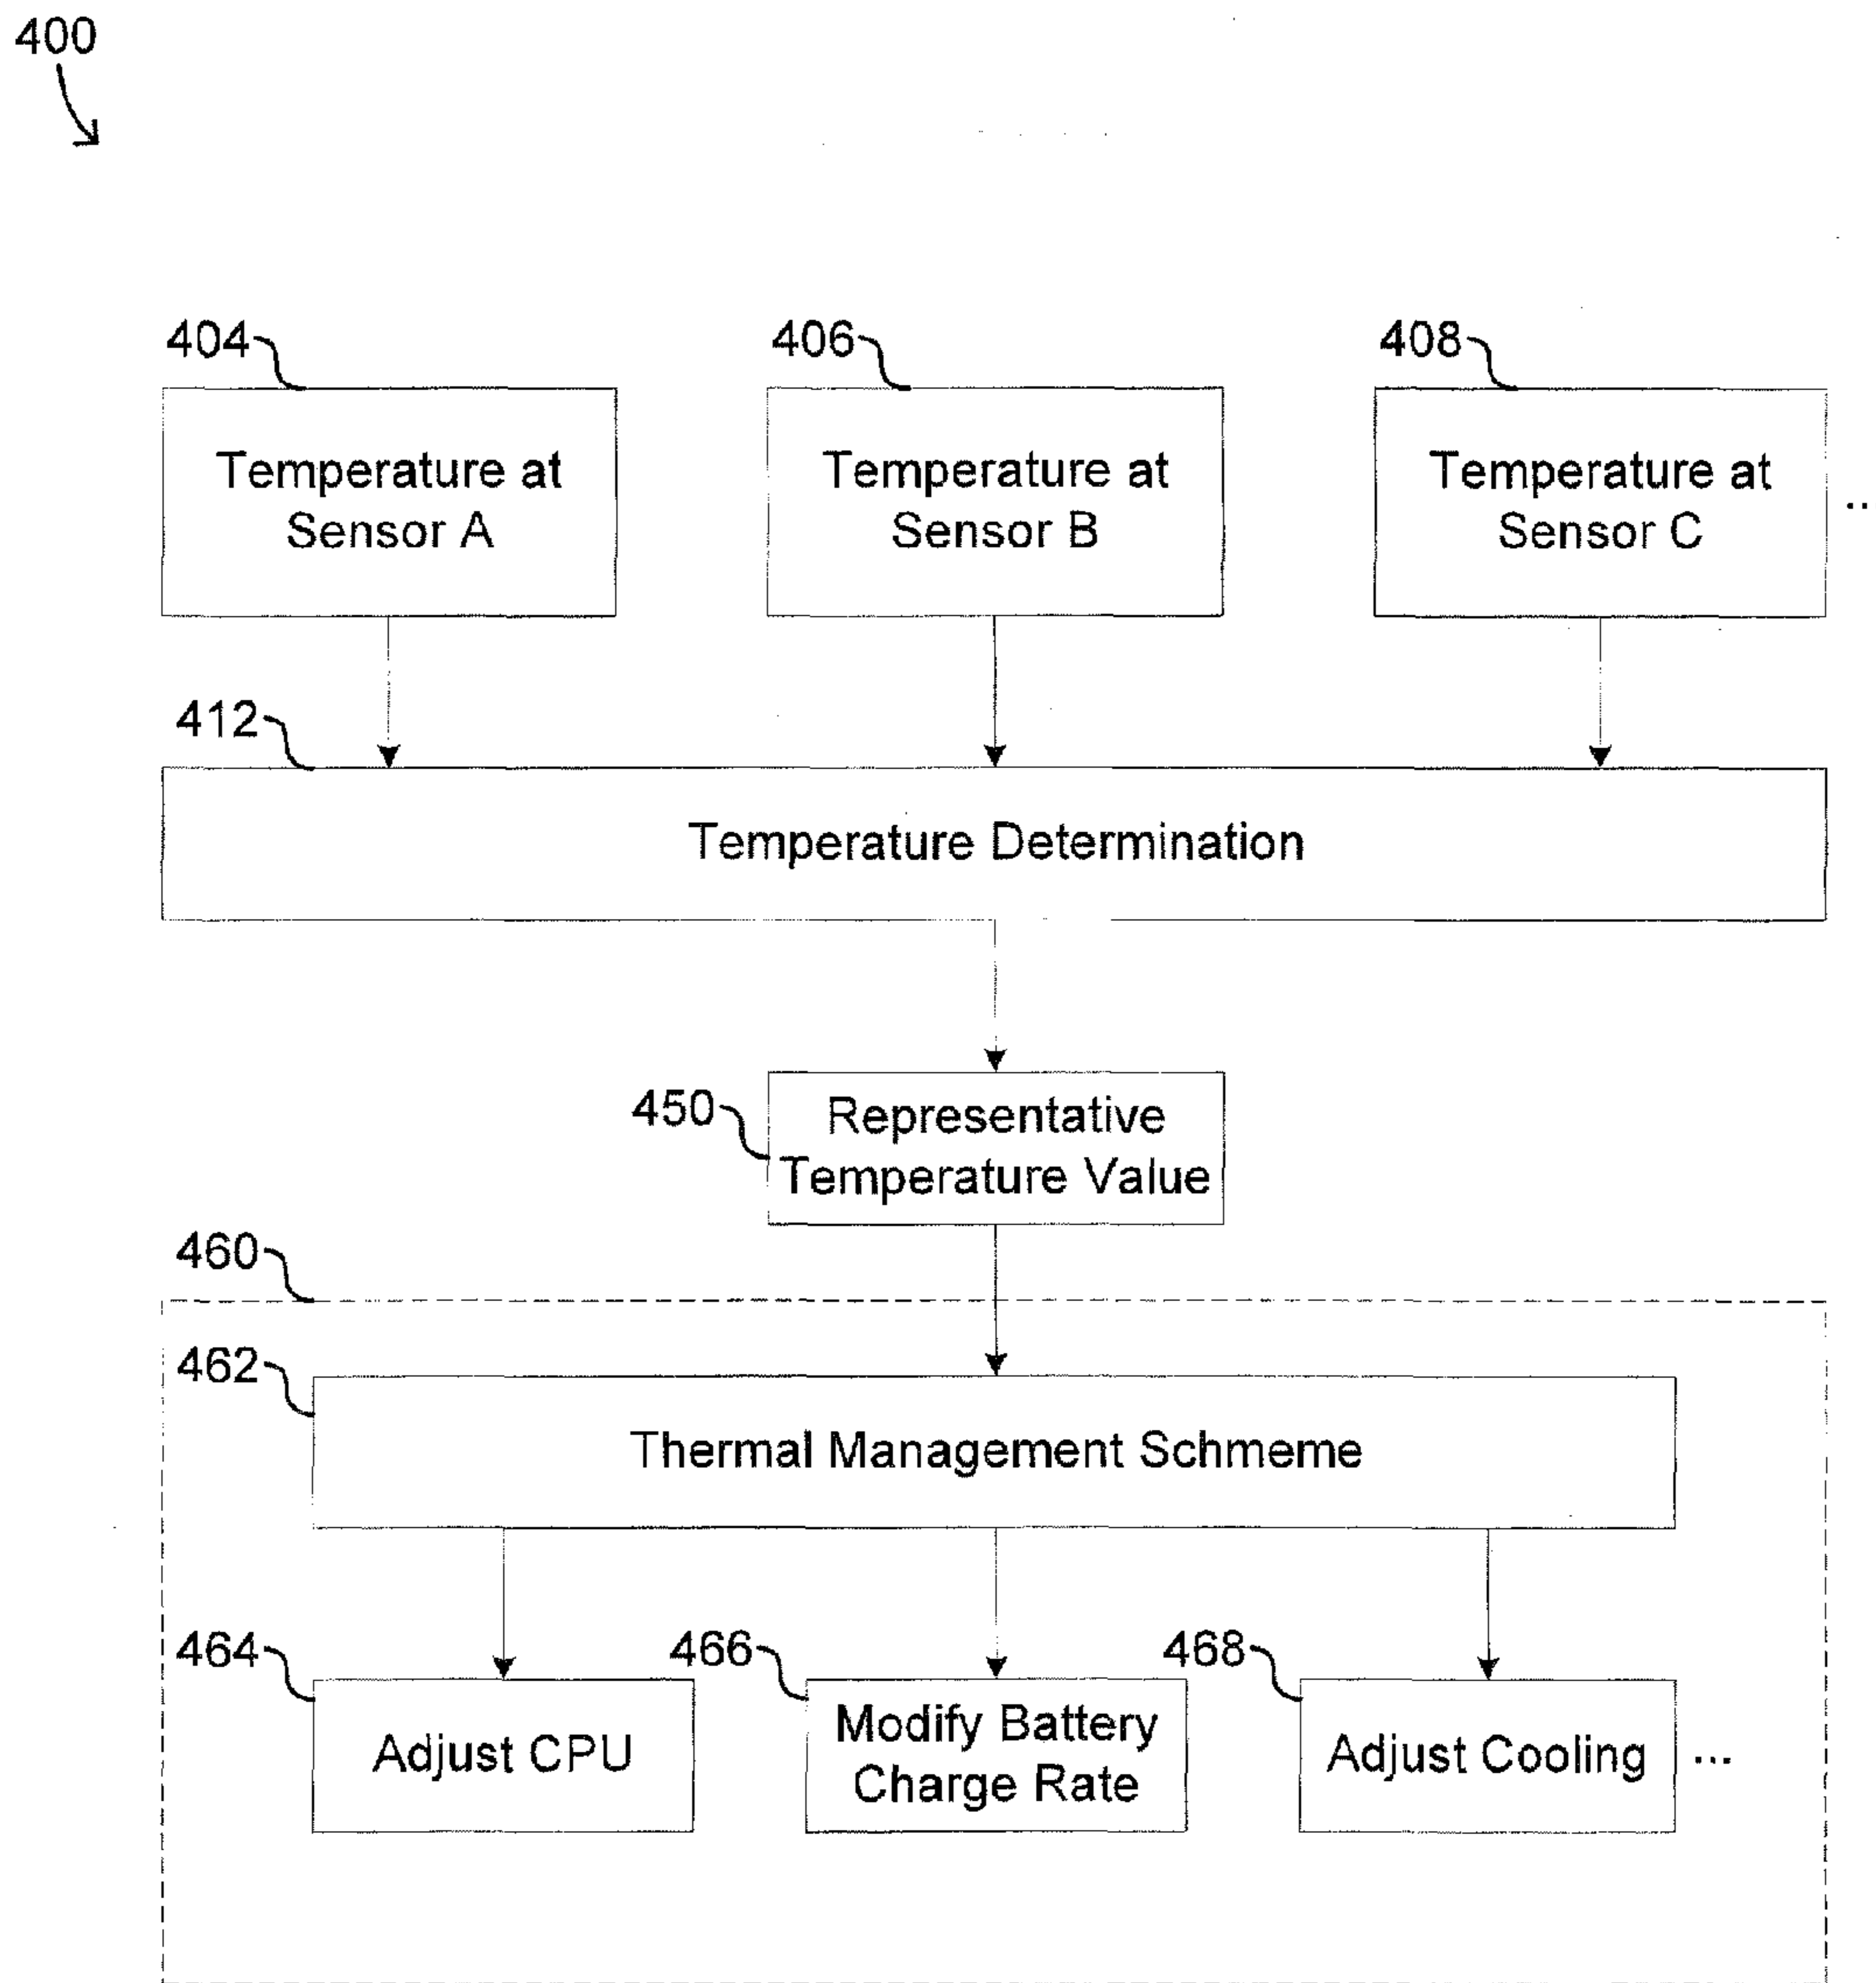 400
404
406
408
Temperature at
Sensor A
Temperature at
Sensor B
Temperature at
Sensor C
..
412
Temperature Determination
450
Representative
Temperature Value
460
462
Thermal Management Schmeme
464
466
468
Adjust CPU
Modify Battery
Charge Rate
Adjust Cooling
...